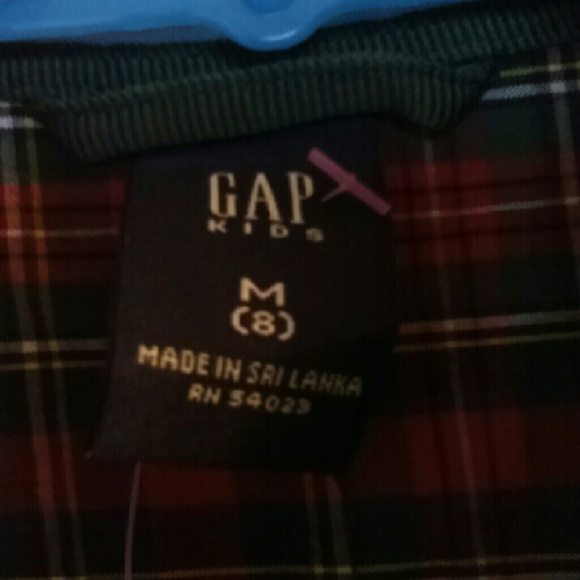 GAP
KIDS
M
(8)
MADE IN SRI LANKA
RN 54023